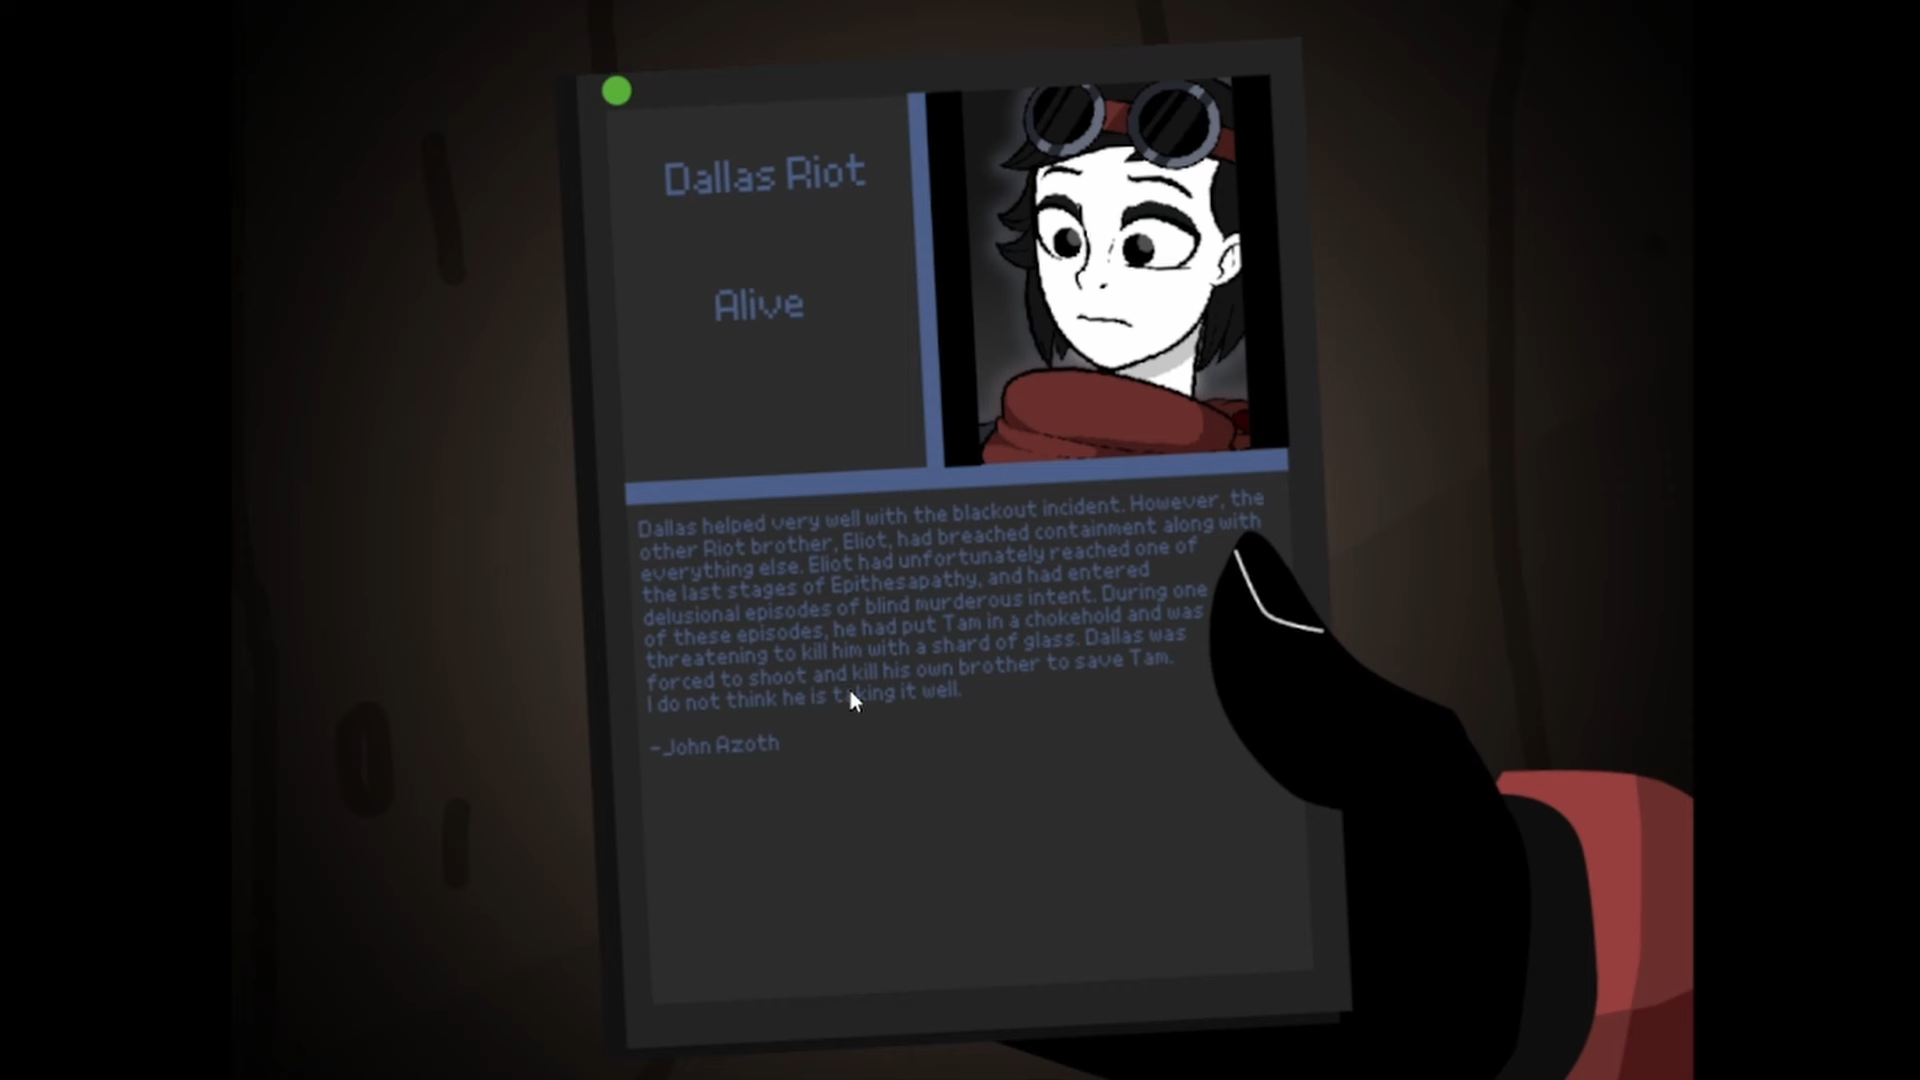 Dallas Riot
Alive
Dallas helped very well with the blackout incident. However, the
other Riot brother, Eliot, had breached containment along with
everything else. Eliot had unfortunately reached one of
the last stages of Epithesapathy, and had entered
delusional episodes of blind murderous intent. During one
of these episodes, he had put Tam in a chokehold and was
threatening to kill him with a shard of glass. Dallas was
forced to shoot and kill his own brother to save Tam.
I do not think he is taking it well.
-John Azoth